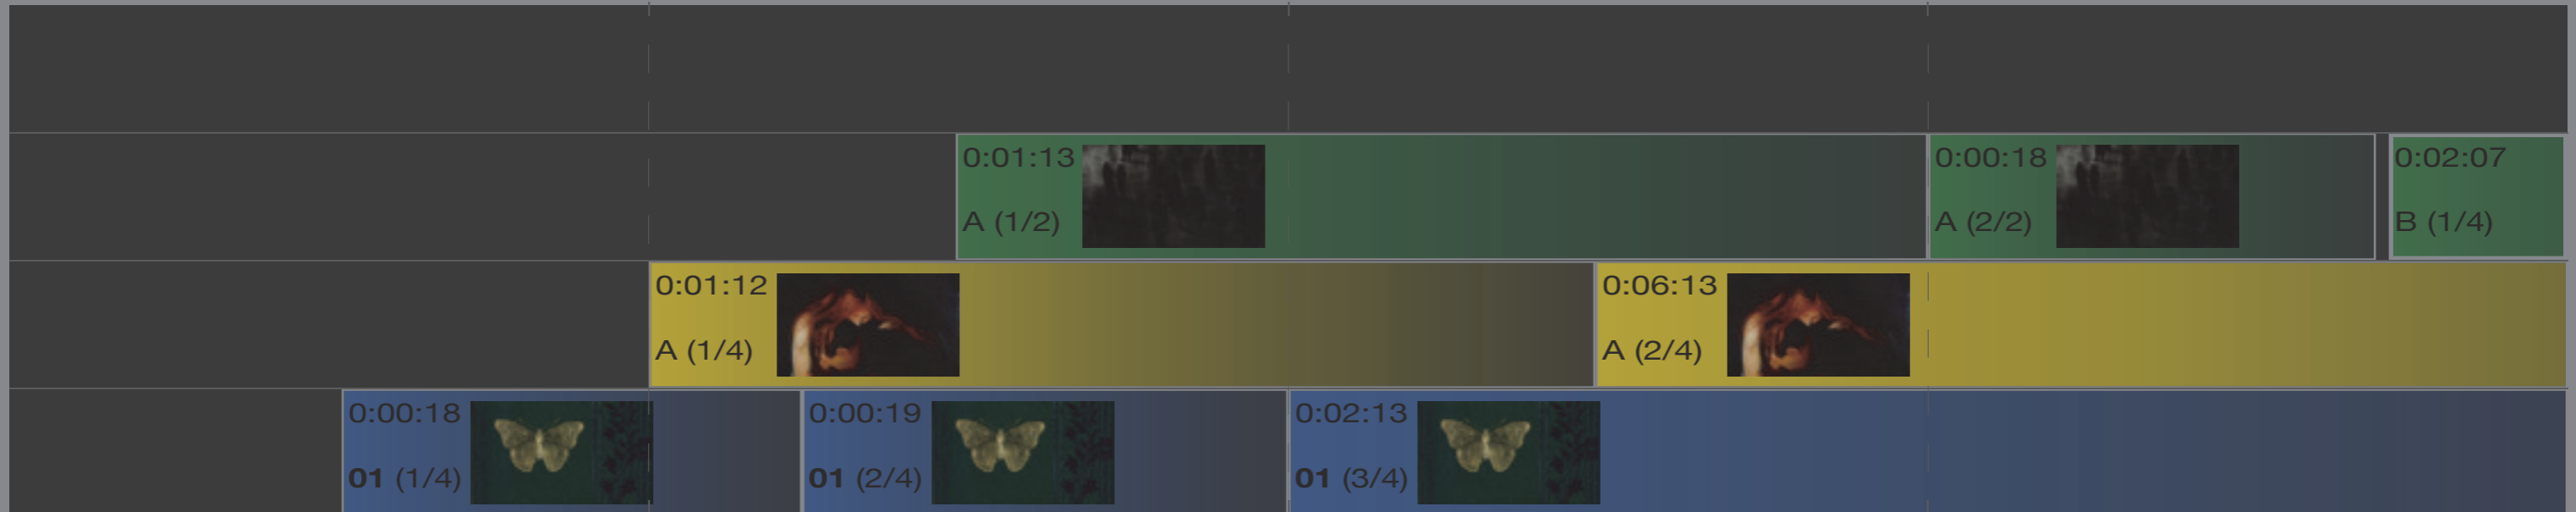 0:01:13
A (1/2)
0:00:18
A (2/2)
0:02:07
B (1/4)
0:01:12
A (1/4)
0:06:13
A (2/4)
0:00:18
01 (1/4)
0:00:19
01 (2/4)
0:02:13
01 (3/4)